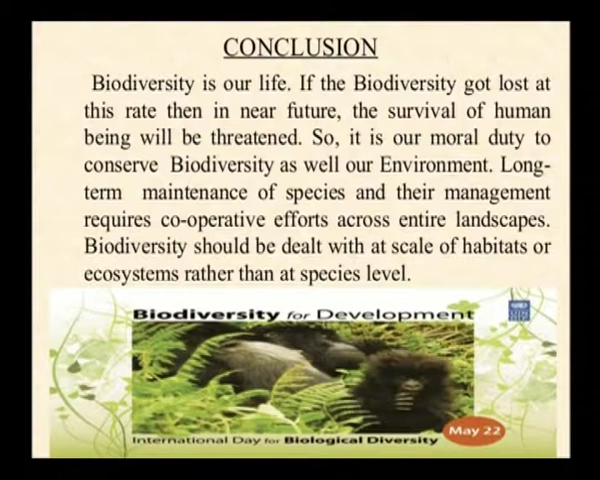 CONCLUSION
Biodiversity is our life. If the Biodiversity got lost at
this rate then in near future, the survival of human
being will be threatened. So, it is our moral duty to
conserve Biodiversity as well our Environment. Long-
term maintenance of species and their management
requires co-operative efforts across entire landscapes.
Biodiversity should be dealt with at scale of habitats or
ecosystems rather than at species level.
Biodiversity for Development
International Day for Biological Diversity
May 22